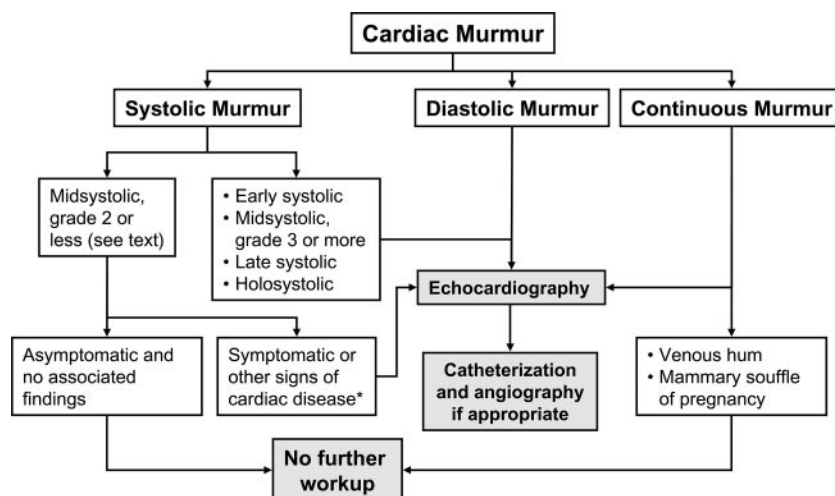 Cardiac Murmur
Systolic Murmur
Diastolic Murmur
Continuous Murmur
Midsystolic,
grade 2 or
less (see text)
• Early systolic
• Midsystolic,
grade 3 or more
• Late systolic
• Holosystolic
Echocardiography
Asymptomatic and
no associated
findings
Symptomatic or
other signs of
cardiac disease*
Catheterization
and angiography
if appropriate
• Venous hum
• Mammary souffle
of pregnancy
No further
workup